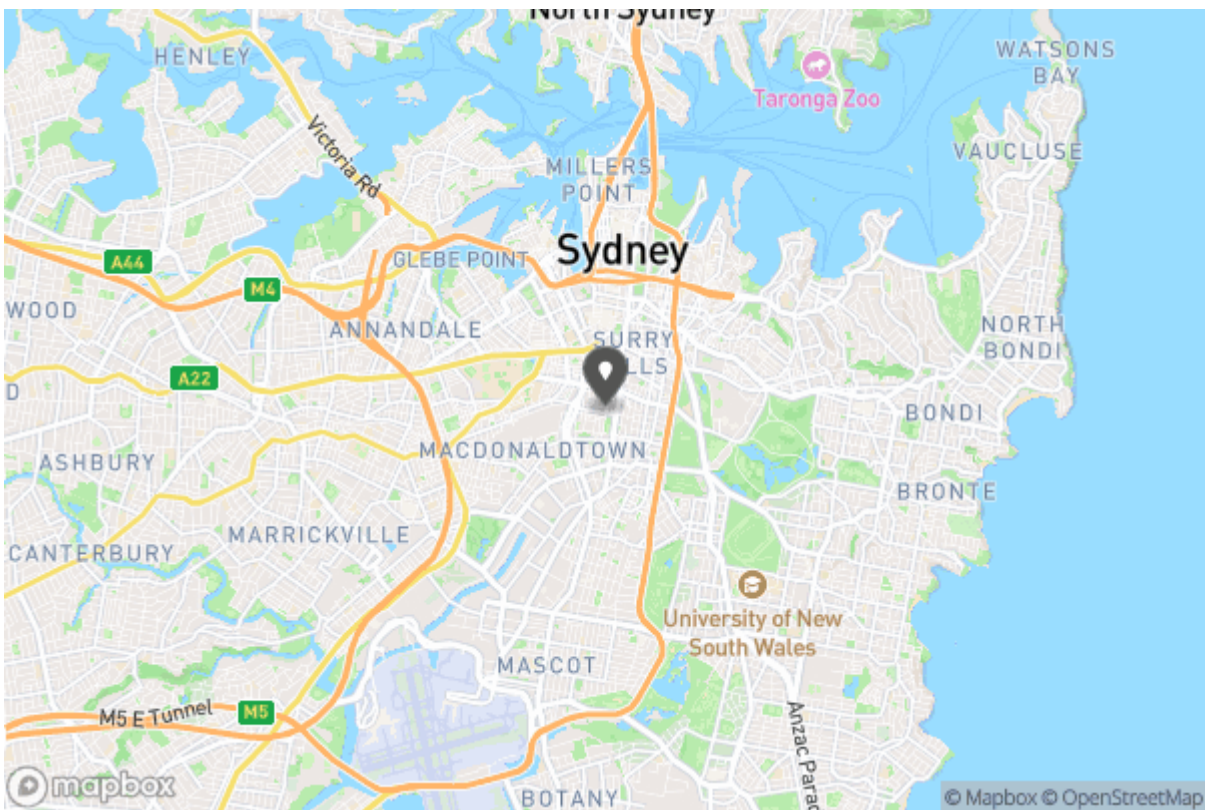 North Sydney
HENLEY
WATSONS
BAY
Taronga Zoo
Victoria Rd
VAUCLUSE
MILLERS
POINT
Sydney
GLEBE POINT
A44
M4
WOOD
ANNANDALE
SURRY
HILLS
NORTH
BONDI
A22
D
BONDI
MACDONALDTOWN
ASHBURY
BRONTE
MARRICKVILLE
CANTERBURY
University of New
South Wales
MASCOT
M5 E Tunnel
M5
Anzac Parad
BOTANY
mapbox
© Mapbox © OpenStreetMap